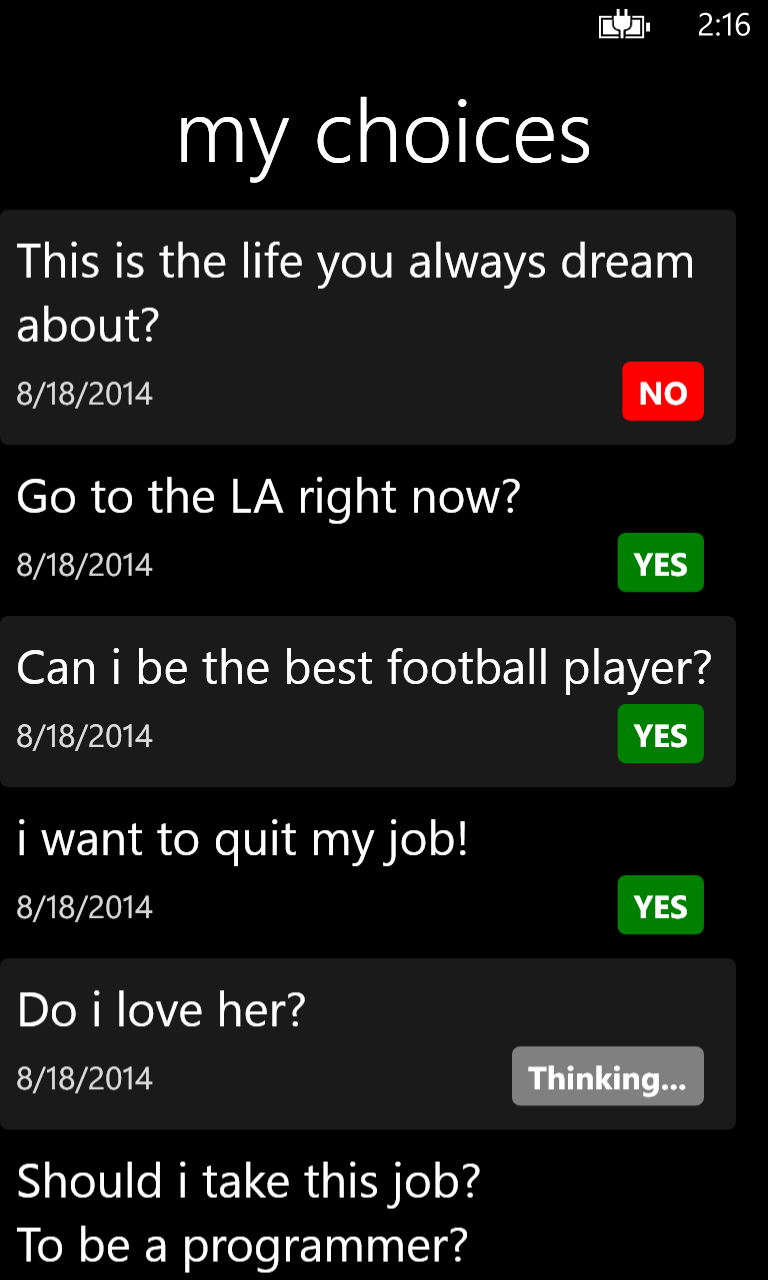 2:16
my choices
This is the life you always dream
about?
8/18/2014
NO
Go to the LA right now?
8/18/2014
YES
Can i be the best football player?
8/18/2014
YES
i want to quit my job!
8/18/2014
YES
Do i love her?
8/18/2014
Thinking...
Should i take this job?
To be a programmer?